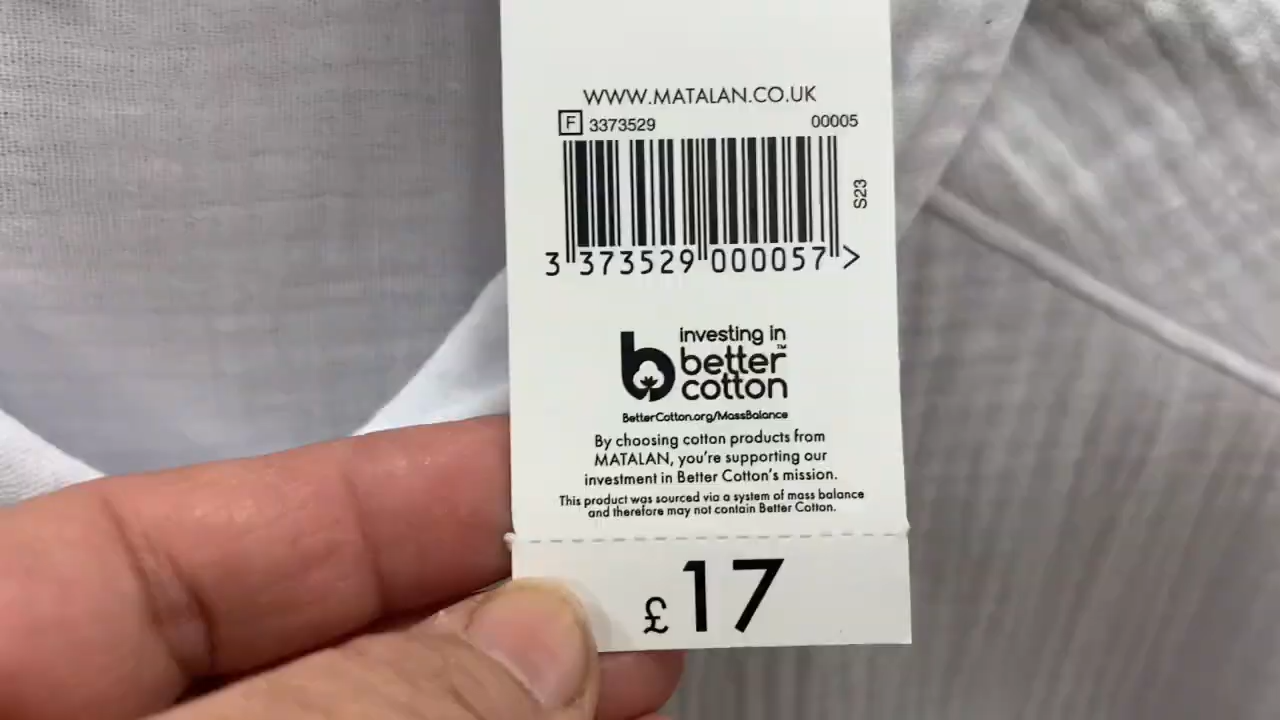 WWW.MATALAN.CO.UK
F 3373529 00005
S23
3 373529 000057 >
investing in
better™
cotton
BetterCotton.org/MassBalance
By choosing cotton products from
MATALAN, you're supporting our
investment in Better Cotton's mission.
This product was sourced via a system of mass balance
and therefore may not contain Better Cotton.
£17